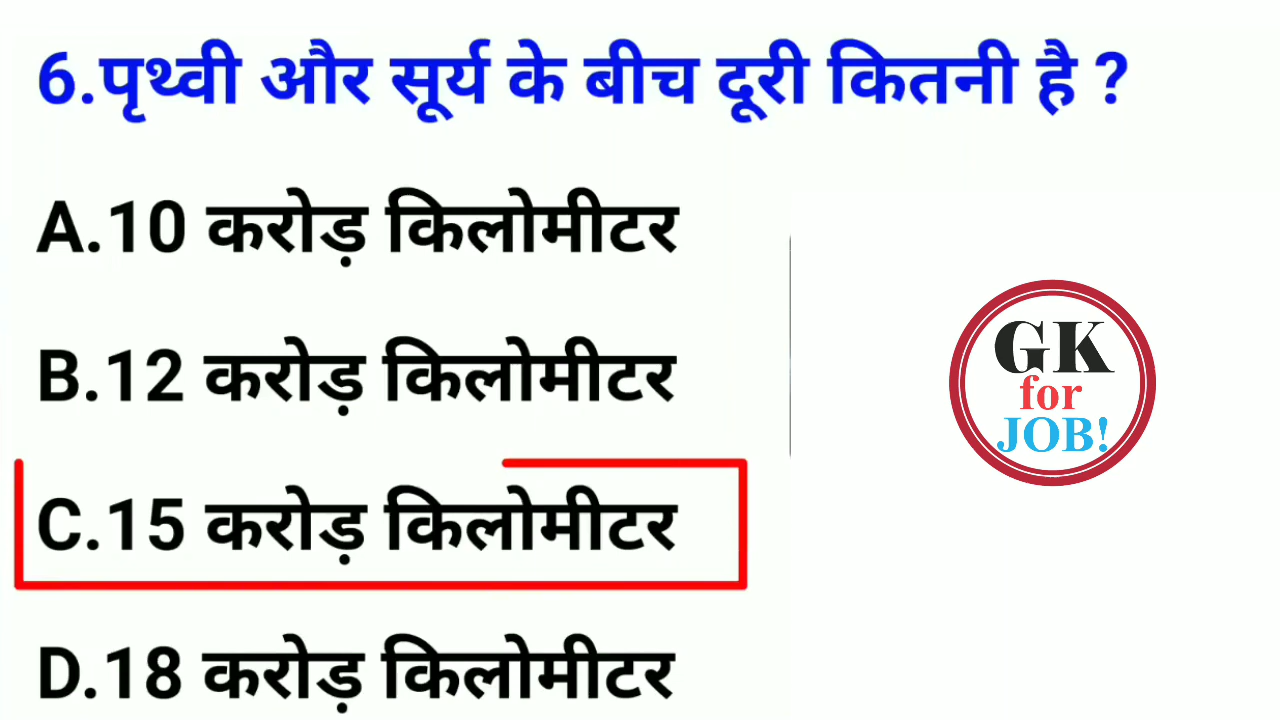 6.पृथ्वी और सूर्य के बीच दूरी कितनी है ?
A.10 करोड़ किलोमीटर
B.12 करोड़ किलोमीटर
C.15 करोड़ किलोमीटर
D.18 करोड़ किलोमीटर
GK
for
JOB!